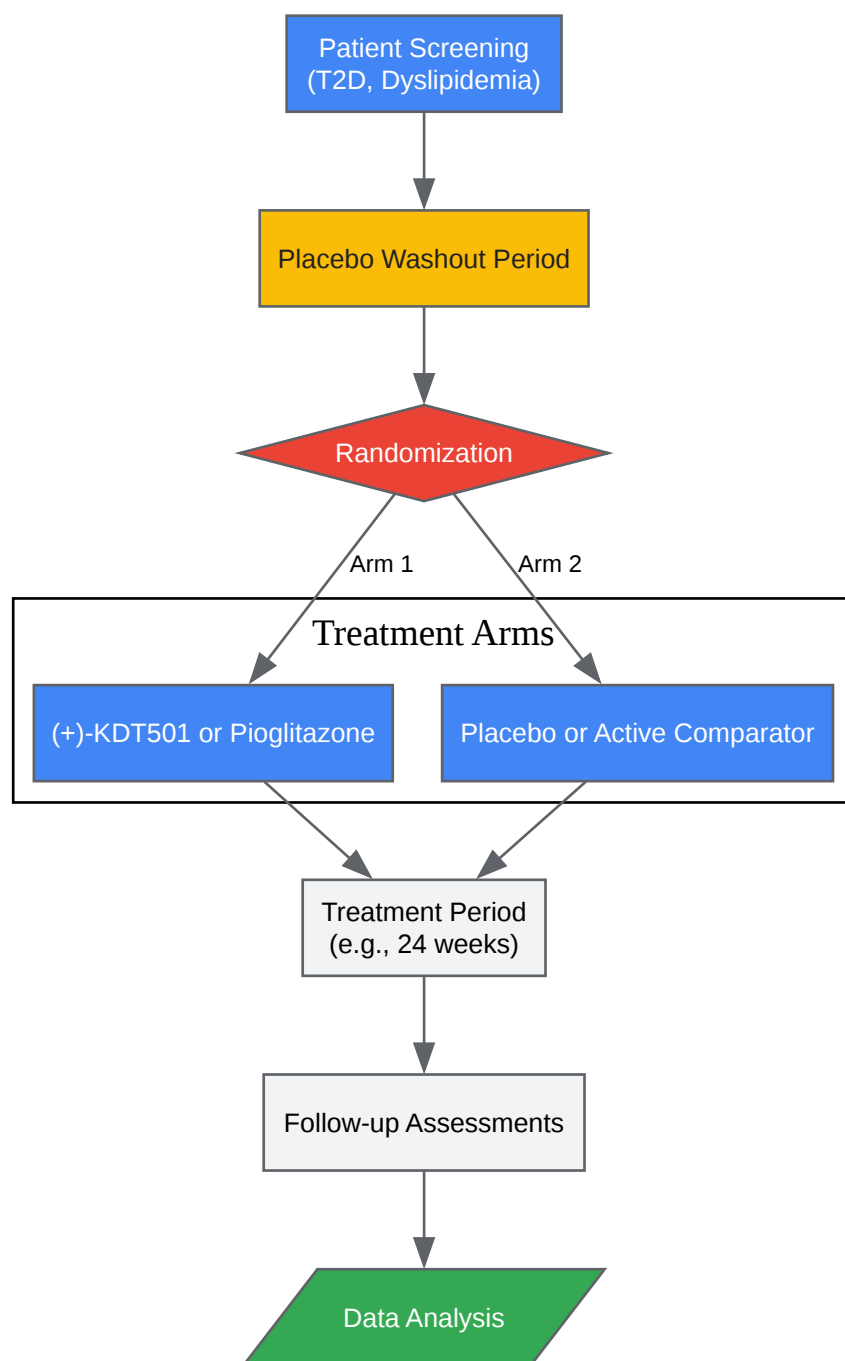 Patient Screening
(T2D, Dyslipidemia)
Placebo Washout Period
Randomization
Arm 1
Arm 2
Treatment Arms
(+)-KDT501 or Pioglitazone
Placebo or Active Comparator
Treatment Period
(e.g., 24 weeks)
Follow-up Assessments
Data Analysis